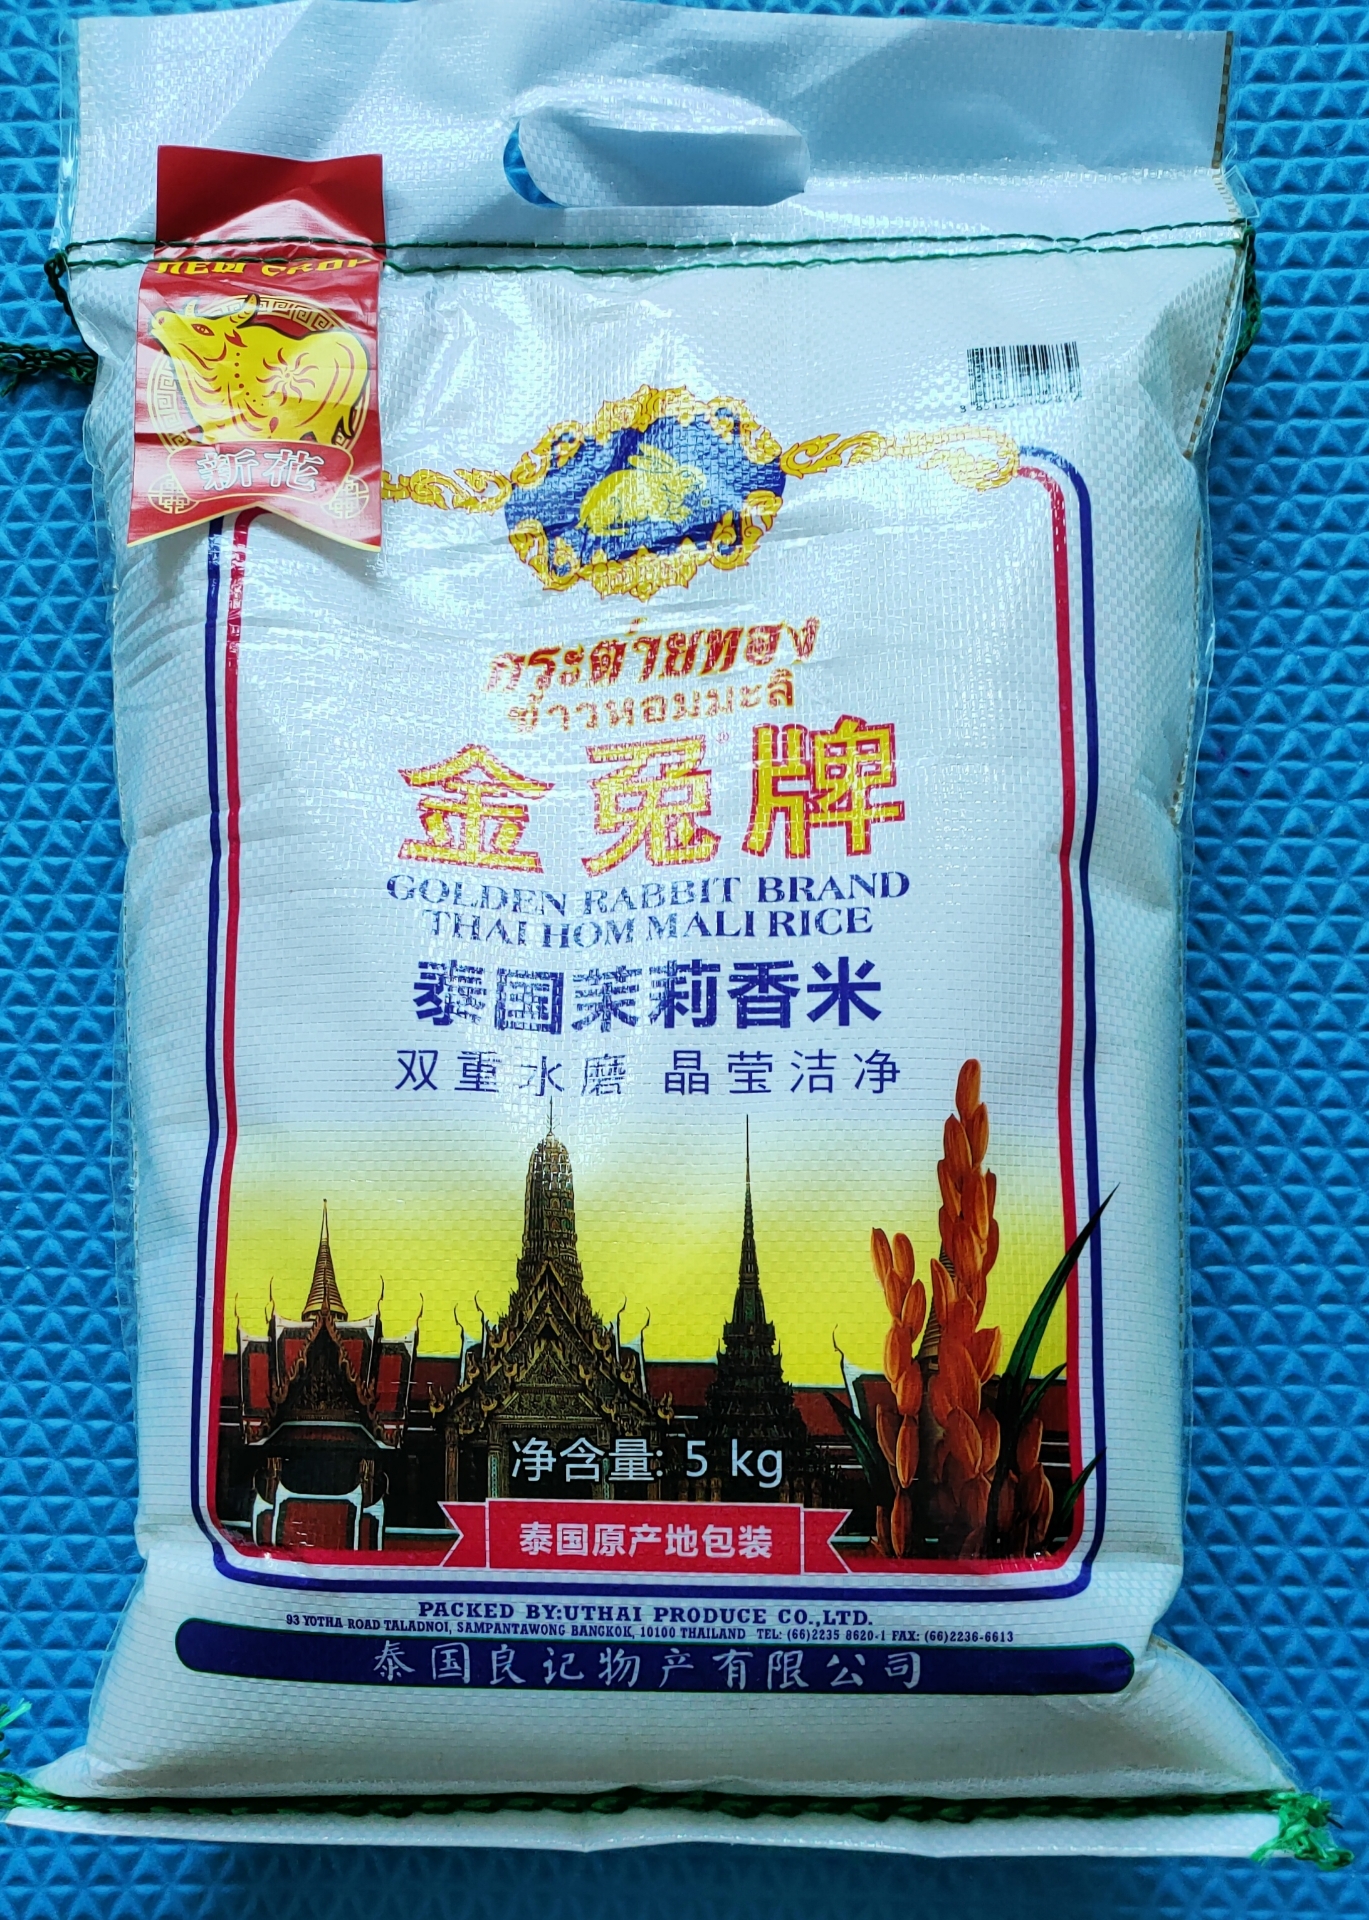 NEW CROP
新花
กระต่ายทอง
ข้าวหอมมะลิ
金兔牌
GOLDEN RABBIT BRAND
THAI HOM MALI RICE
泰国茉莉香米
双重水磨 晶莹洁净
净含量: 5 kg
泰国原产地包装
PACKED BY:UTHAI PRODUCE CO.,LTD.
93 YOTHA ROAD TALADNOI, SAMPANTAWONG BANGKOK, 10100 THAILAND TEL: (66)2235 8620-1 FAX: (66)2236-6613
泰国良记物产有限公司